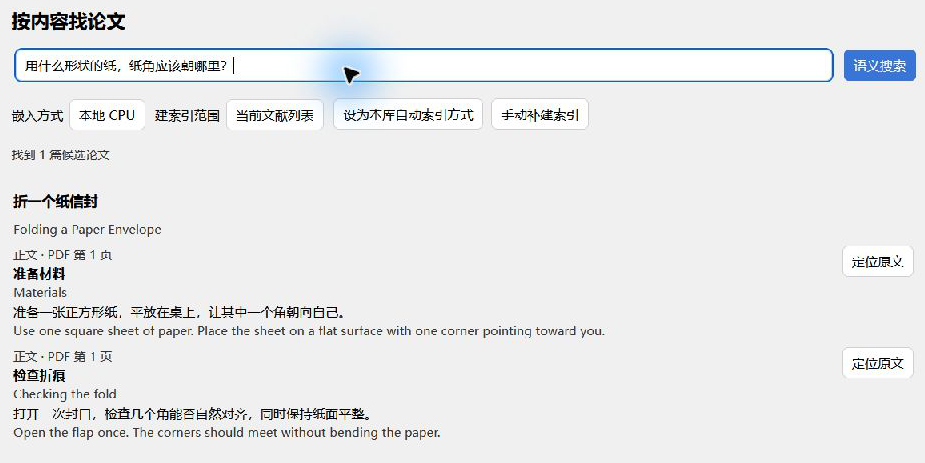 按内容找论文
用什么形状的纸，纸角应该朝哪里？
语义搜索
嵌入方式 本地 CPU 建索引范围 当前文献列表 设为本库自动索引方式 手动补建索引
找到 1 篇候选论文
折一个纸信封
Folding a Paper Envelope
正文 · PDF 第 1 页
定位原文
准备材料
Materials
准备一张正方形纸，平放在桌上，让其中一个角朝向自己。
Use one square sheet of paper. Place the sheet on a flat surface with one corner pointing toward you.
正文 · PDF 第 1 页
定位原文
检查折痕
Checking the fold
打开一次封口，检查几个角能否自然对齐，同时保持纸面平整。
Open the flap once. The corners should meet without bending the paper.